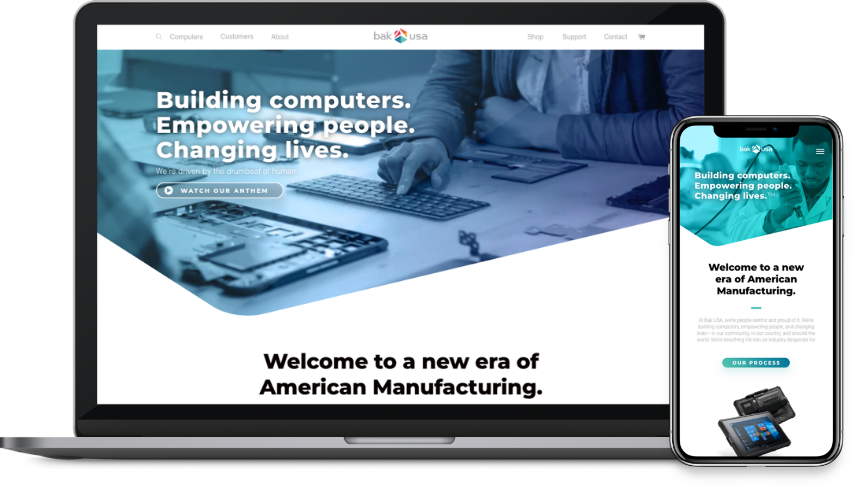 Computers Customers About
bak usa
Shop Support Contact
Building computers.
Empowering people.
Changing lives.
We're driven by the drumbeat of human
WATCH OUR ANTHEM
Welcome to a new era of
American Manufacturing.
bak usa
Building computers.
Empowering people.
Changing lives.
Welcome to a new
era of American
Manufacturing.
At Bak USA, we're people-centric and proud of it. We're
building computers, empowering people, and changing
lives— in our community, in our country, and around the
world. We're breathing life into an industry desperate for
OUR PROCESS